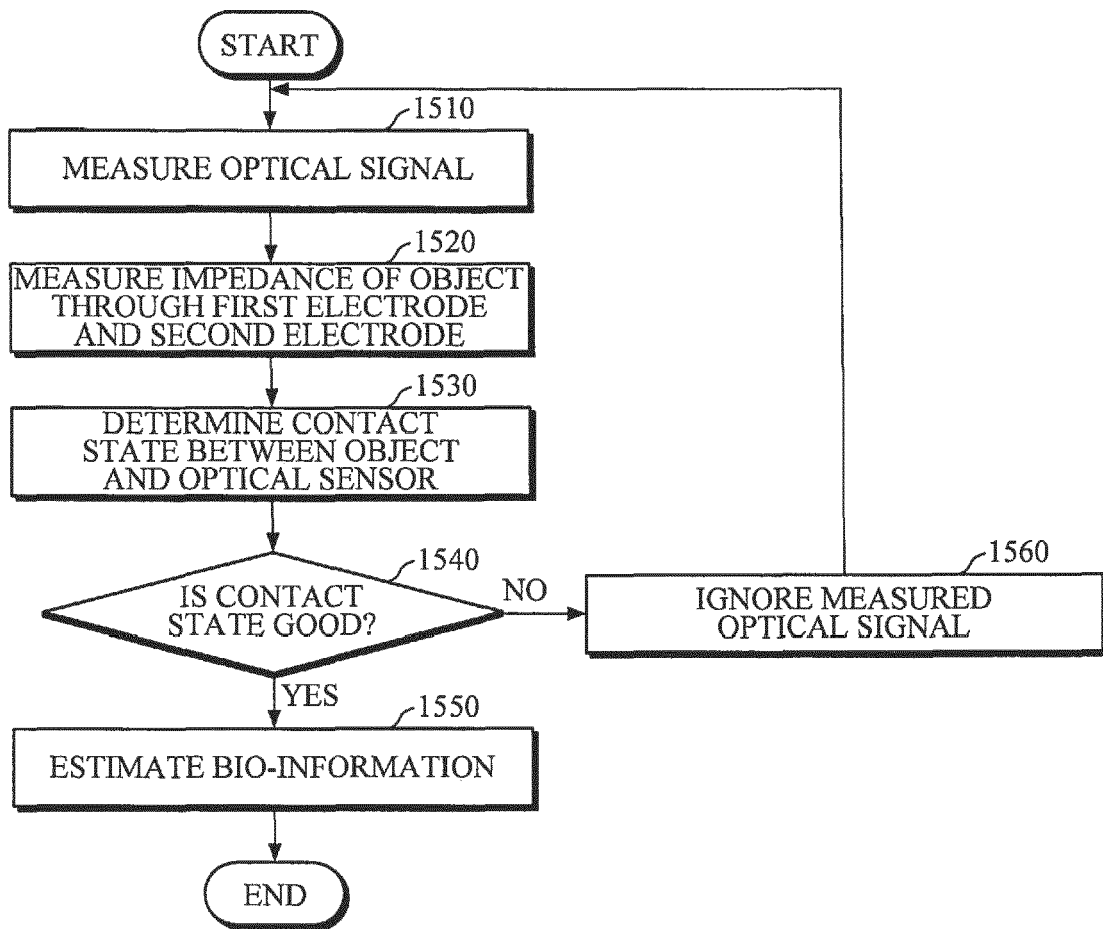 START
1510
MEASURE OPTICAL SIGNAL
1520
MEASURE IMPEDANCE OF OBJECT
THROUGH FIRST ELECTRODE
AND SECOND ELECTRODE
1530
DETERMINE CONTACT
STATE BETWEEN OBJECT
AND OPTICAL SENSOR
1540
IS CONTACT
STATE GOOD?
NO
1560
IGNORE MEASURED
OPTICAL SIGNAL
YES
1550
ESTIMATE BIO-INFORMATION
END